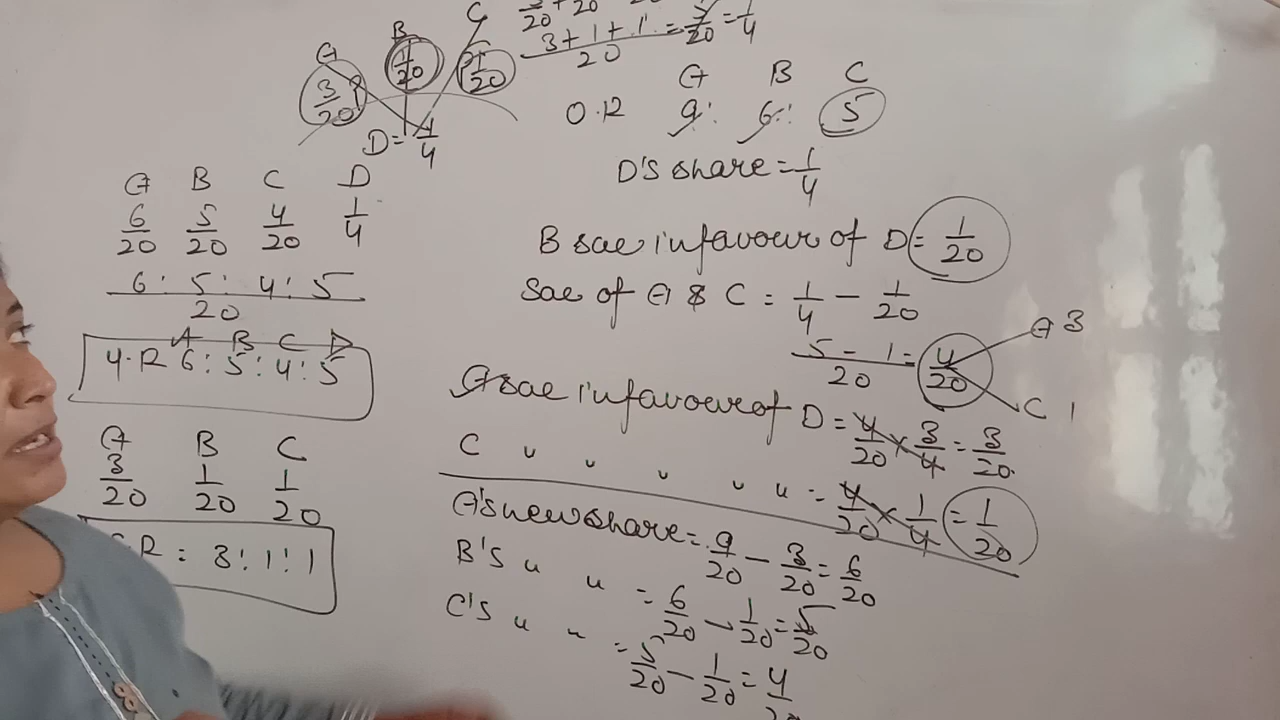 3/20 + /20
3 + 1 + 1 / 20 = 5/20 = 1/4
A B C
3/20 1/20 1/20
D = 1/4
A B C
O.R 9 : 6 : 5
D'S share = 1/4
B sac in favour of D = 1/20
Sac of A & C = 1/4 - 1/20
5 - 1 / 20 = 4/20 A 3
C 1
A sac in favour of D = 4/20 × 3/4 = 3/20
C " " " " " = 4/20 × 1/4 = 1/20
A's new share = 9/20 - 3/20 = 6/20
B'S " " = 6/20 - 1/20 = 5/20
C'S " " = 5/20 - 1/20 = 4/20
A B C D
6/20 5/20 4/20 1/4
6 : 5 : 4 : 5 / 20
A B C D
4.R 6 : 5 : 4 : 5
A B C
3/20 1/20 1/20
.R = 3 : 1 : 1